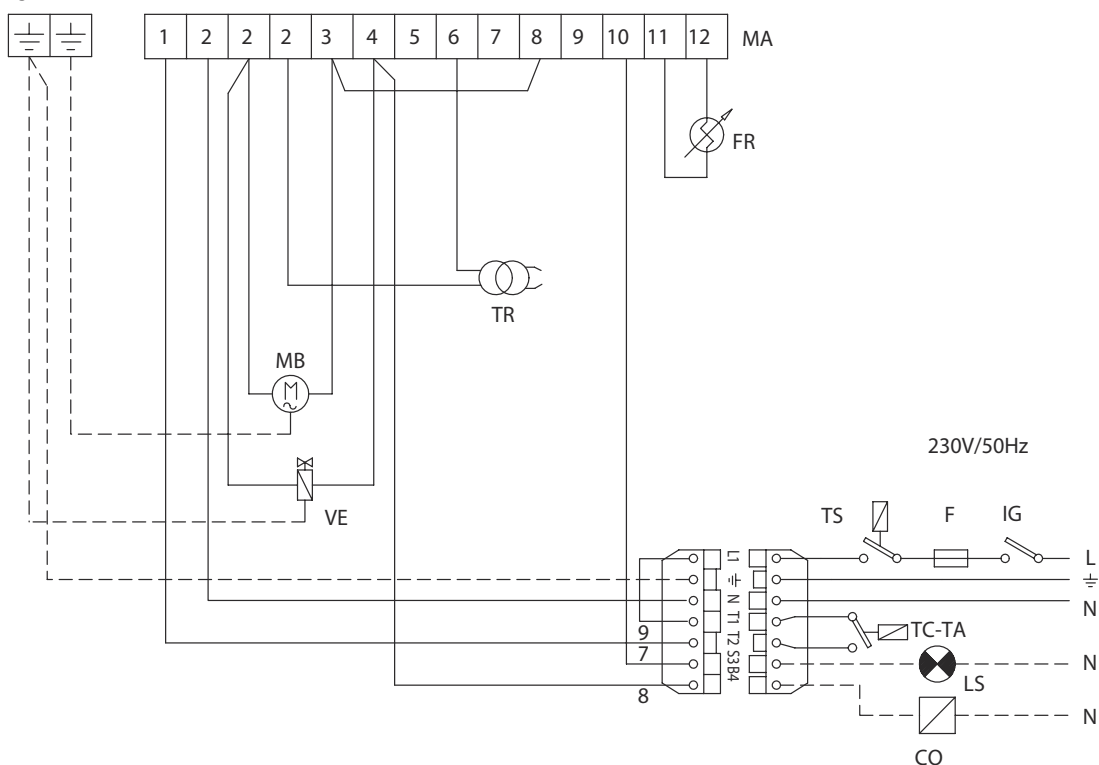 1 2 2 2 3 4 5 6 7 8 9 10 11 12 MA
FR
TR
MB
M
VE
230V/50Hz
TS F IG
L
N
L1
N
T1
T2
S3
B4
9
7
8
TC-TA
N
LS
N
CO